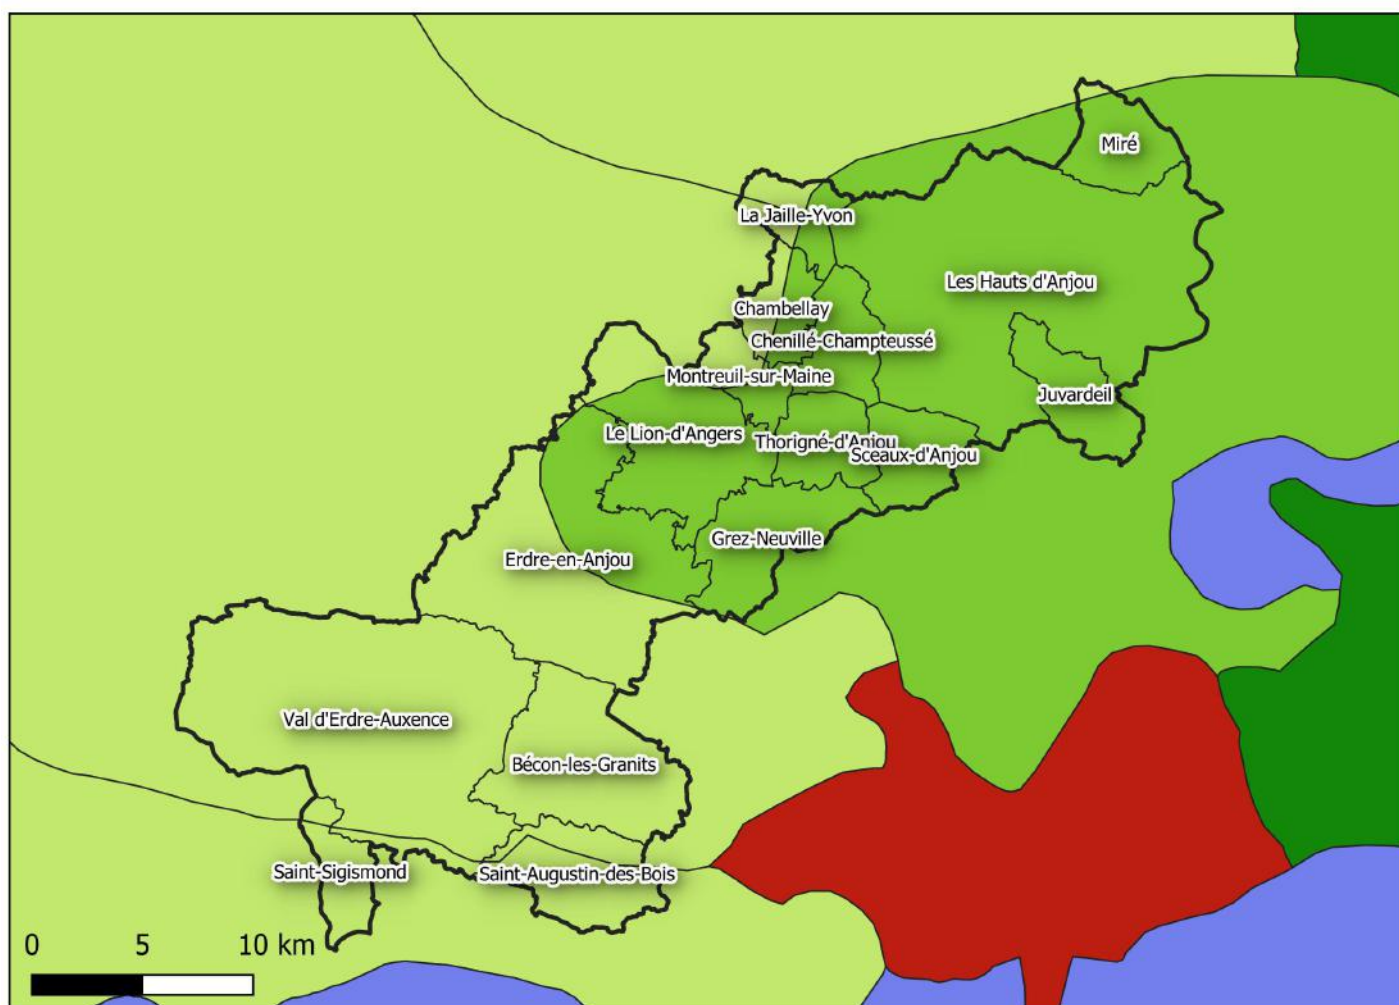 Miré
La Jaille-Yvon
Les Hauts d'Anjou
Chambellay
Chenillé-Champteussé
Montreuil-sur-Maine
Juvardeil
Le Lion-d'Angers
Thorigné-d'Anjou
Sceaux-d'Anjou
Grez-Neuville
Erdre-en-Anjou
Val d'Erdre-Auxence
Bécon-les-Granits
Saint-Sigismond
Saint-Augustin-des-Bois
0 5 10 km